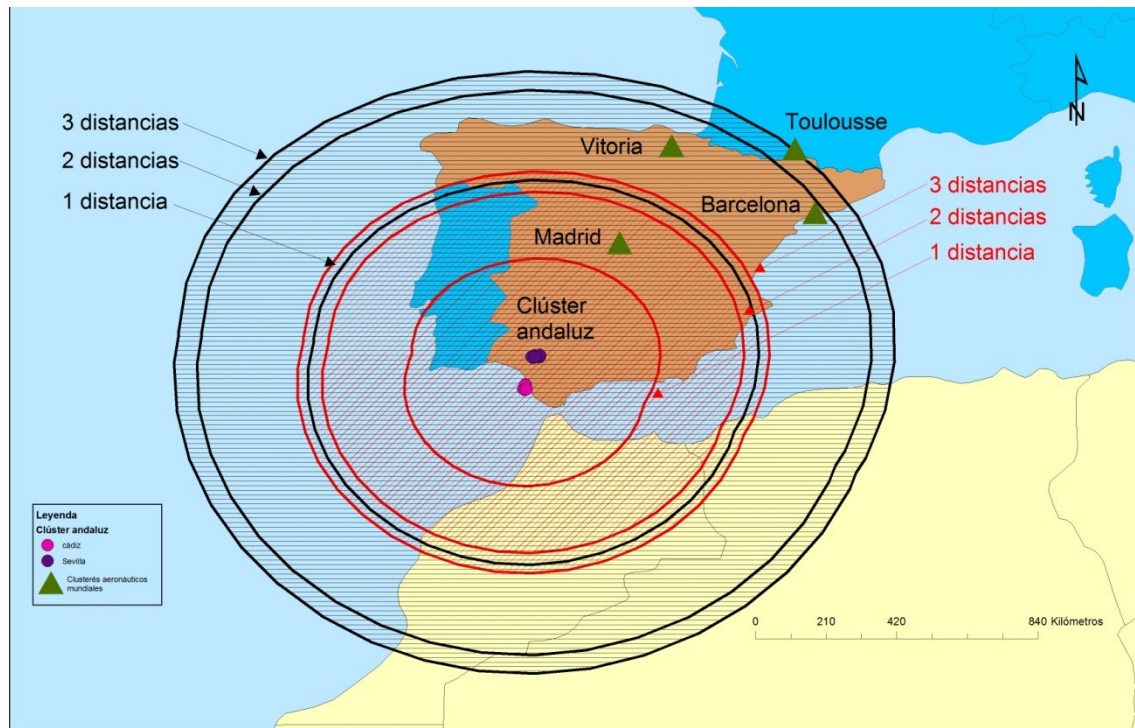 3 distancias
2 distancias
1 distancia
Vitoria
Toulousse
N
Barcelona
3 distancias
2 distancias
1 distancia
Madrid
Clúster
andaluz
Leyenda
Clúster andaluz
cádiz
Sevilla
Clusterés aeronáuticos
mundiales
0 210 420 840 Kilómetros